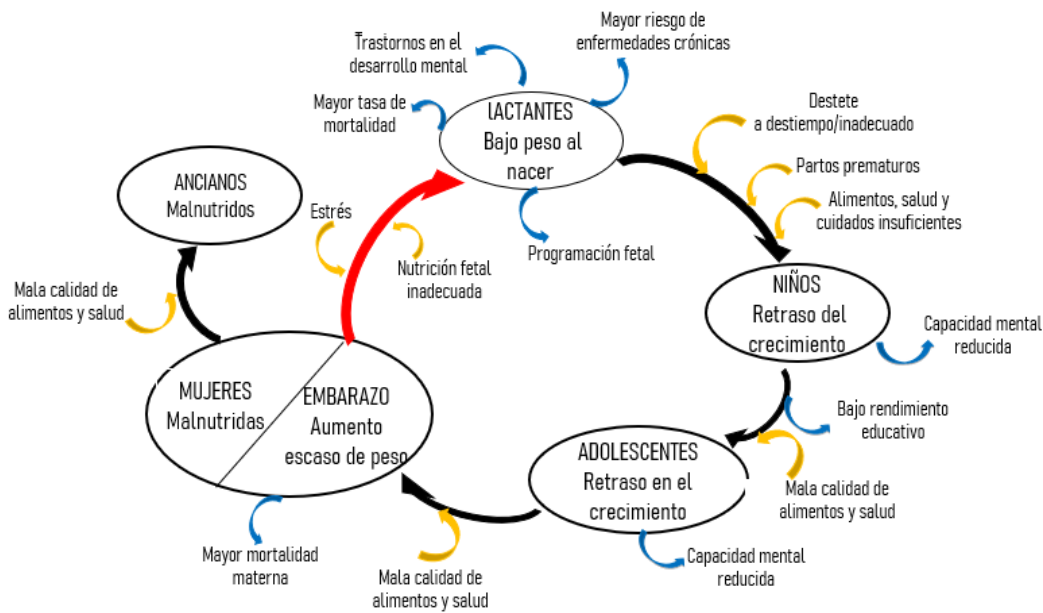 Mayor riesgo de
enfermedades crónicas
Trastornos en el
desarrollo mental
Mayor tasa de
mortalidad
lACTANTES
Bajo peso al
nacer
Destete
a destiempo/inadecuado
Partos prematuros
Alimentos, salud y
cuidados insuficientes
ANCIANOS
Malnutridos
Estrés
Nutrición fetal
inadecuada
Programación fetal
Mala calidad de
alimentos y salud
NIÑOS
Retraso del
crecimiento
Capacidad mental
reducida
MUJERES
Malnutridas
EMBARAZO
Aumento
escaso de peso
Bajo rendimiento
educativo
ADOLESCENTES
Retraso en el
crecimiento
Mala calidad de
alimentos y salud
Mayor mortalidad
materna
Mala calidad de
alimentos y salud
Capacidad mental
reducida